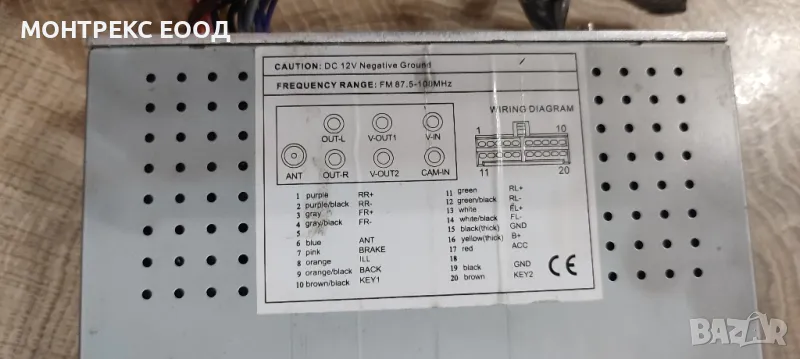 МОНТРЕКС ЕООД
CAUTION: DC 12V Negative Ground
FREQUENCY RANGE: FM 87.5-108MHz
WIRING DIAGRAM
OUT-L V-OUT1 V-IN
1 10
ANT OUT-R V-OUT2 CAM-IN
11 20
1 purple RR+
2 purple/black RR-
3 gray FR+
4 gray/black FR-
5
6 blue ANT
7 pink BRAKE
8 orange ILL
9 orange/black BACK
10 brown/black KEY1
11 green RL+
12 green/black RL-
13 white FL+
14 white/black FL-
15 black(thick) GND
16 yellow(thick) B+
17 red ACC
18
19 black GND
20 brown KEY2
CE
BAZAR